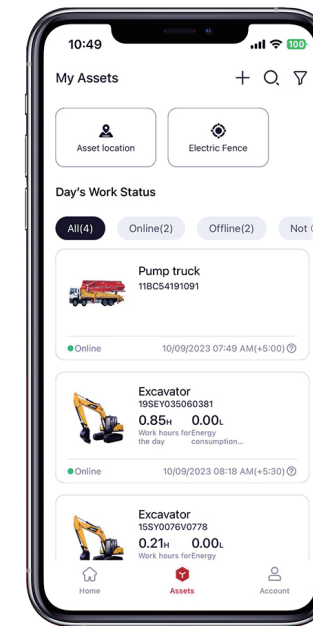 10:49
100
My Assets
Asset location
Electric Fence
Day's Work Status
All(4)
Online(2)
Offline(2)
Not
Pump truck
11BC54191091
Online
10/09/2023 07:49 AM(+5:00)
Excavator
19SEY035060381
0.85H
0.00L
Work hours for the day
Energy consumption...
Online
10/09/2023 08:18 AM(+5:30)
Excavator
15SY0076V0778
0.21H
0.00L
Work hours for
Energy
Home
Assets
Account